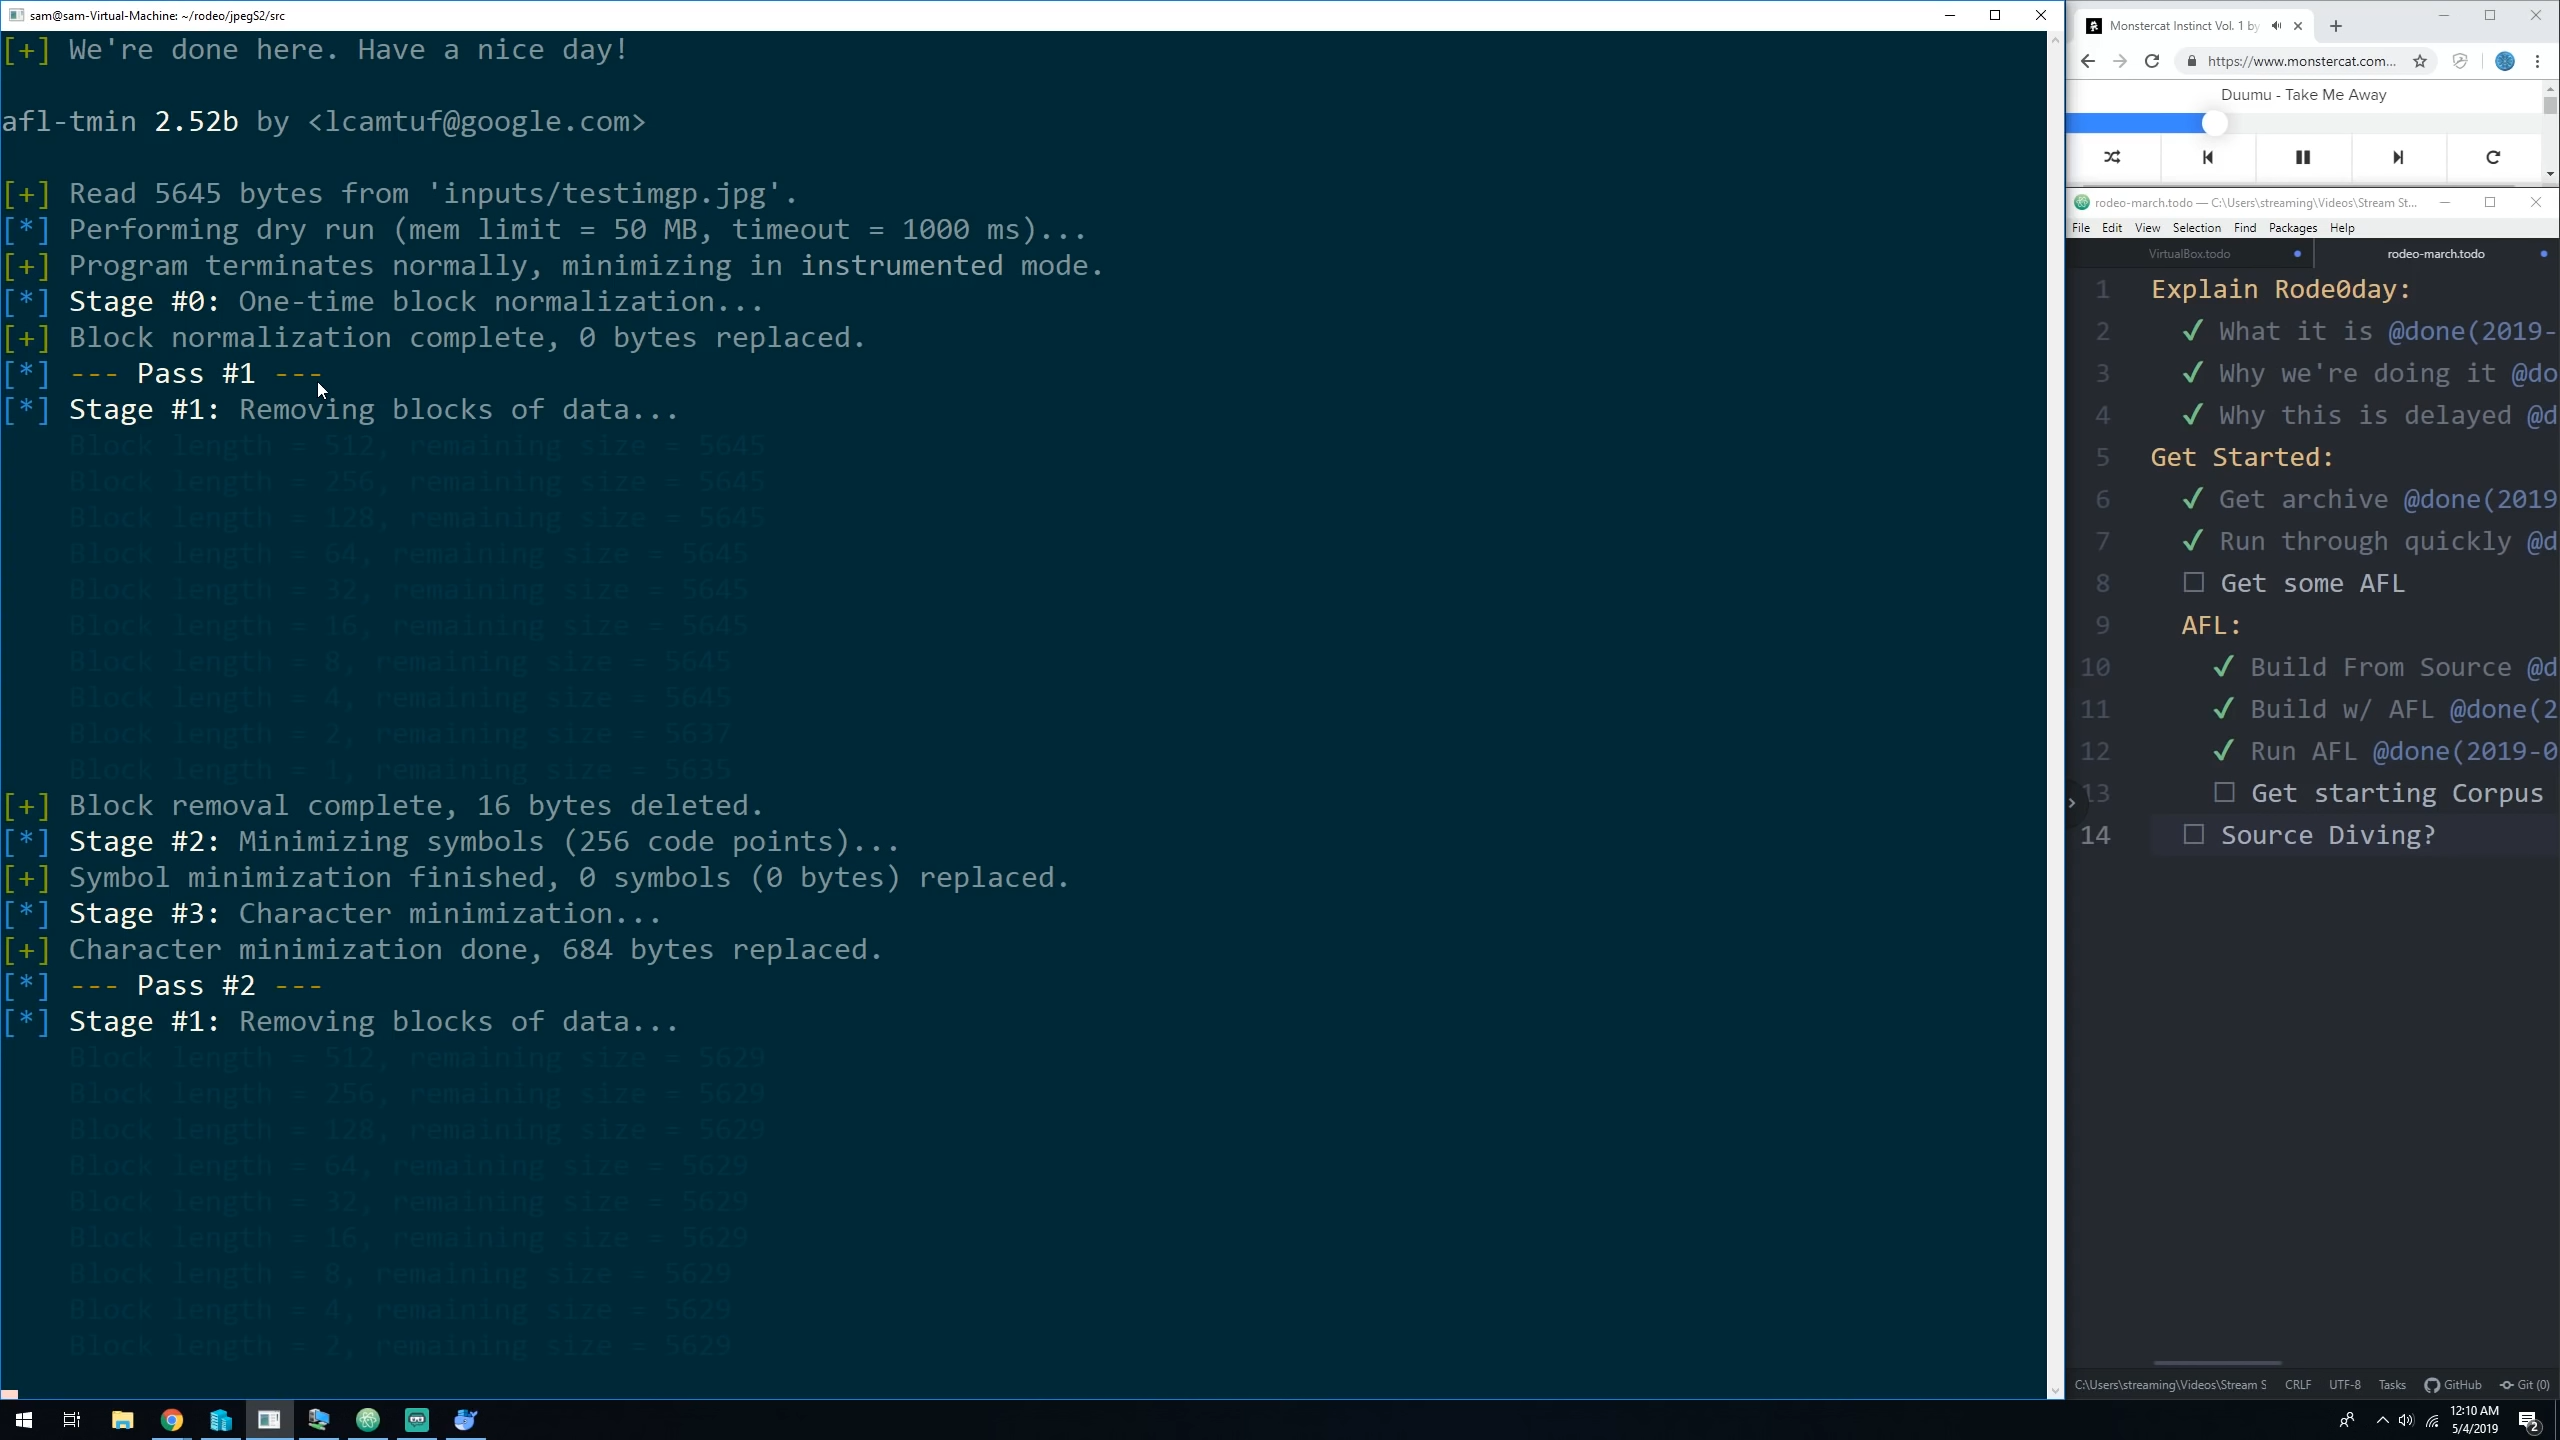 sam@sam-Virtual-Machine: ~/rodeo/jpegS2/src
[+] We're done here. Have a nice day!
afl-tmin 2.52b by <lcamtuf@google.com>
[+] Read 5645 bytes from 'inputs/testimgp.jpg'.
[*] Performing dry run (mem limit = 50 MB, timeout = 1000 ms)...
[+] Program terminates normally, minimizing in instrumented mode.
[*] Stage #0: One-time block normalization...
[+] Block normalization complete, 0 bytes replaced.
[*] --- Pass #1 ---
[*] Stage #1: Removing blocks of data...
Block length = 512, remaining size = 5645
Block length = 256, remaining size = 5645
Block length = 128, remaining size = 5645
Block length = 64, remaining size = 5645
Block length = 32, remaining size = 5645
Block length = 16, remaining size = 5645
Block length = 8, remaining size = 5645
Block length = 4, remaining size = 5645
Block length = 2, remaining size = 5637
Block length = 1, remaining size = 5635
[+] Block removal complete, 16 bytes deleted.
[*] Stage #2: Minimizing symbols (256 code points)...
[+] Symbol minimization finished, 0 symbols (0 bytes) replaced.
[*] Stage #3: Character minimization...
[+] Character minimization done, 684 bytes replaced.
[*] --- Pass #2 ---
[*] Stage #1: Removing blocks of data...
Block length = 512, remaining size = 5629
Block length = 256, remaining size = 5629
Block length = 128, remaining size = 5629
Block length = 64, remaining size = 5629
Block length = 32, remaining size = 5629
Block length = 16, remaining size = 5629
Block length = 8, remaining size = 5629
Block length = 4, remaining size = 5629
Block length = 2, remaining size = 5629
Monstercat Instinct Vol. 1 by
https://www.monstercat.com...
Duumu - Take Me Away
rodeo-march.todo — C:\Users\streaming\Videos\Stream St...
File Edit View Selection Find Packages Help
VirtualBox.todo rodeo-march.todo
1 Explain Rode0day:
2 ✓ What it is @done(2019-
3 ✓ Why we're doing it @do
4 ✓ Why this is delayed @d
5 Get Started:
6 ✓ Get archive @done(2019
7 ✓ Run through quickly @d
8 ☐ Get some AFL
9 AFL:
10 ✓ Build From Source @d
11 ✓ Build w/ AFL @done(2
12 ✓ Run AFL @done(2019-0
13 ☐ Get starting Corpus
14 ☐ Source Diving?
C:\Users\streaming\Videos\Stream S CRLF UTF-8 Tasks GitHub Git (0)
12:10 AM
5/4/2019
2